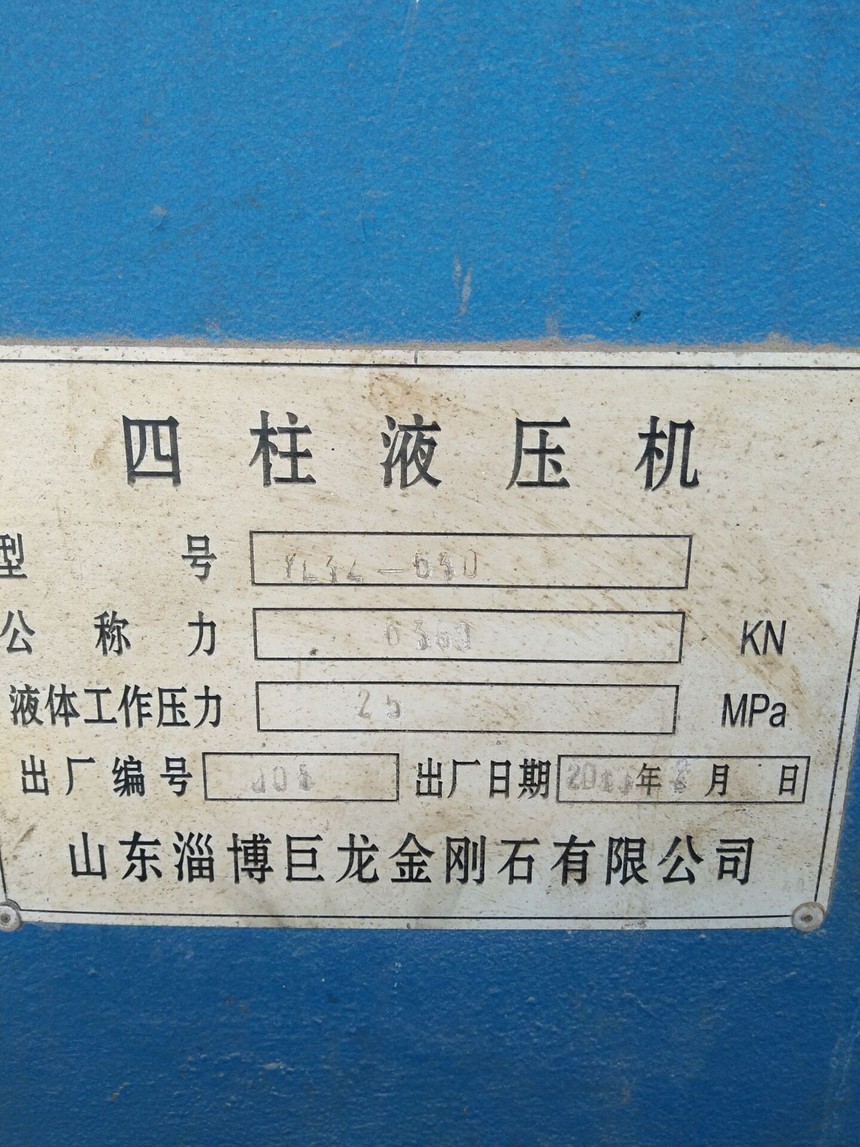 四柱液压机
型号
公称力 KN
液体工作压力 25 MPa
出厂编号 出厂日期 年 月 日
山东淄博巨龙金刚石有限公司